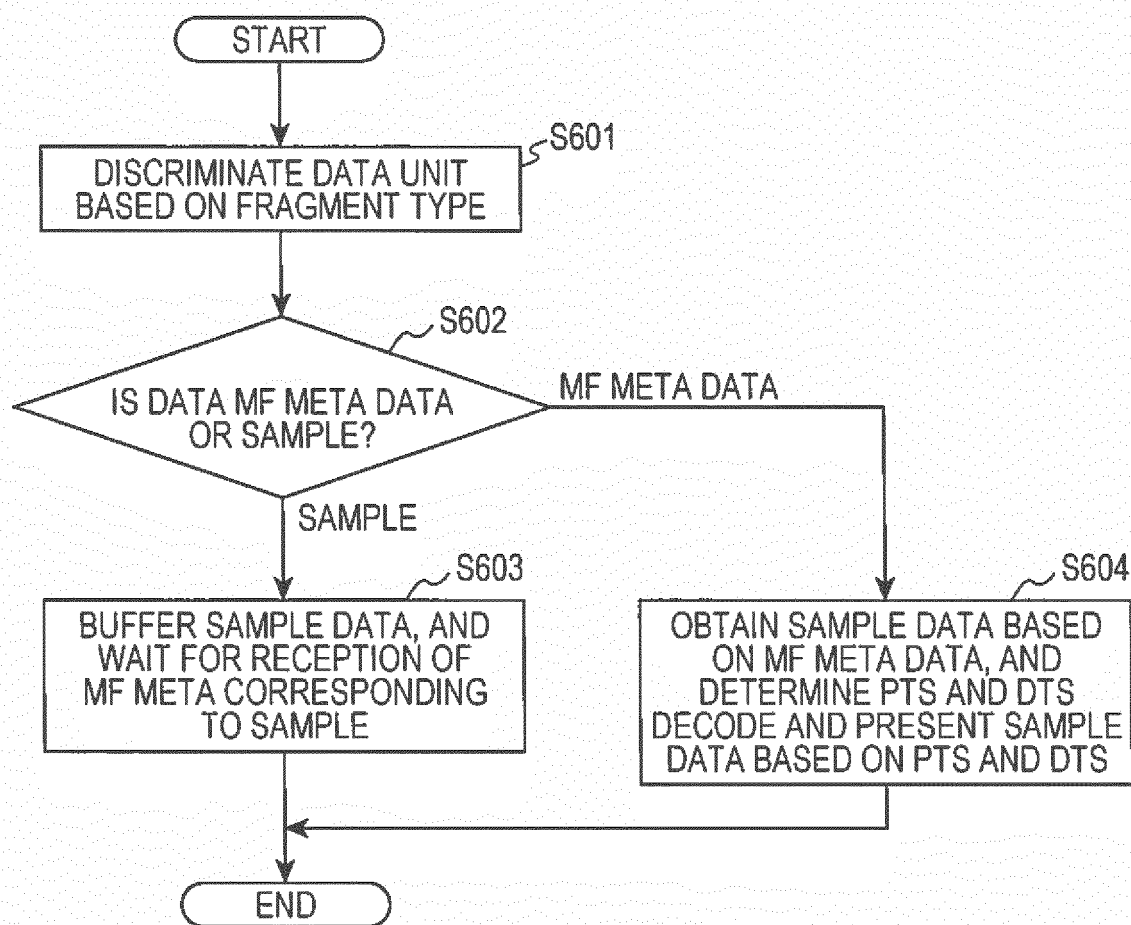 START
S601
DISCRIMINATE DATA UNIT
BASED ON FRAGMENT TYPE
S602
IS DATA MF META DATA
OR SAMPLE?
MF META DATA
SAMPLE
S603
BUFFER SAMPLE DATA, AND
WAIT FOR RECEPTION OF
MF META CORRESPONDING
TO SAMPLE
S604
OBTAIN SAMPLE DATA BASED
ON MF META DATA, AND
DETERMINE PTS AND DTS
DECODE AND PRESENT SAMPLE
DATA BASED ON PTS AND DTS
END